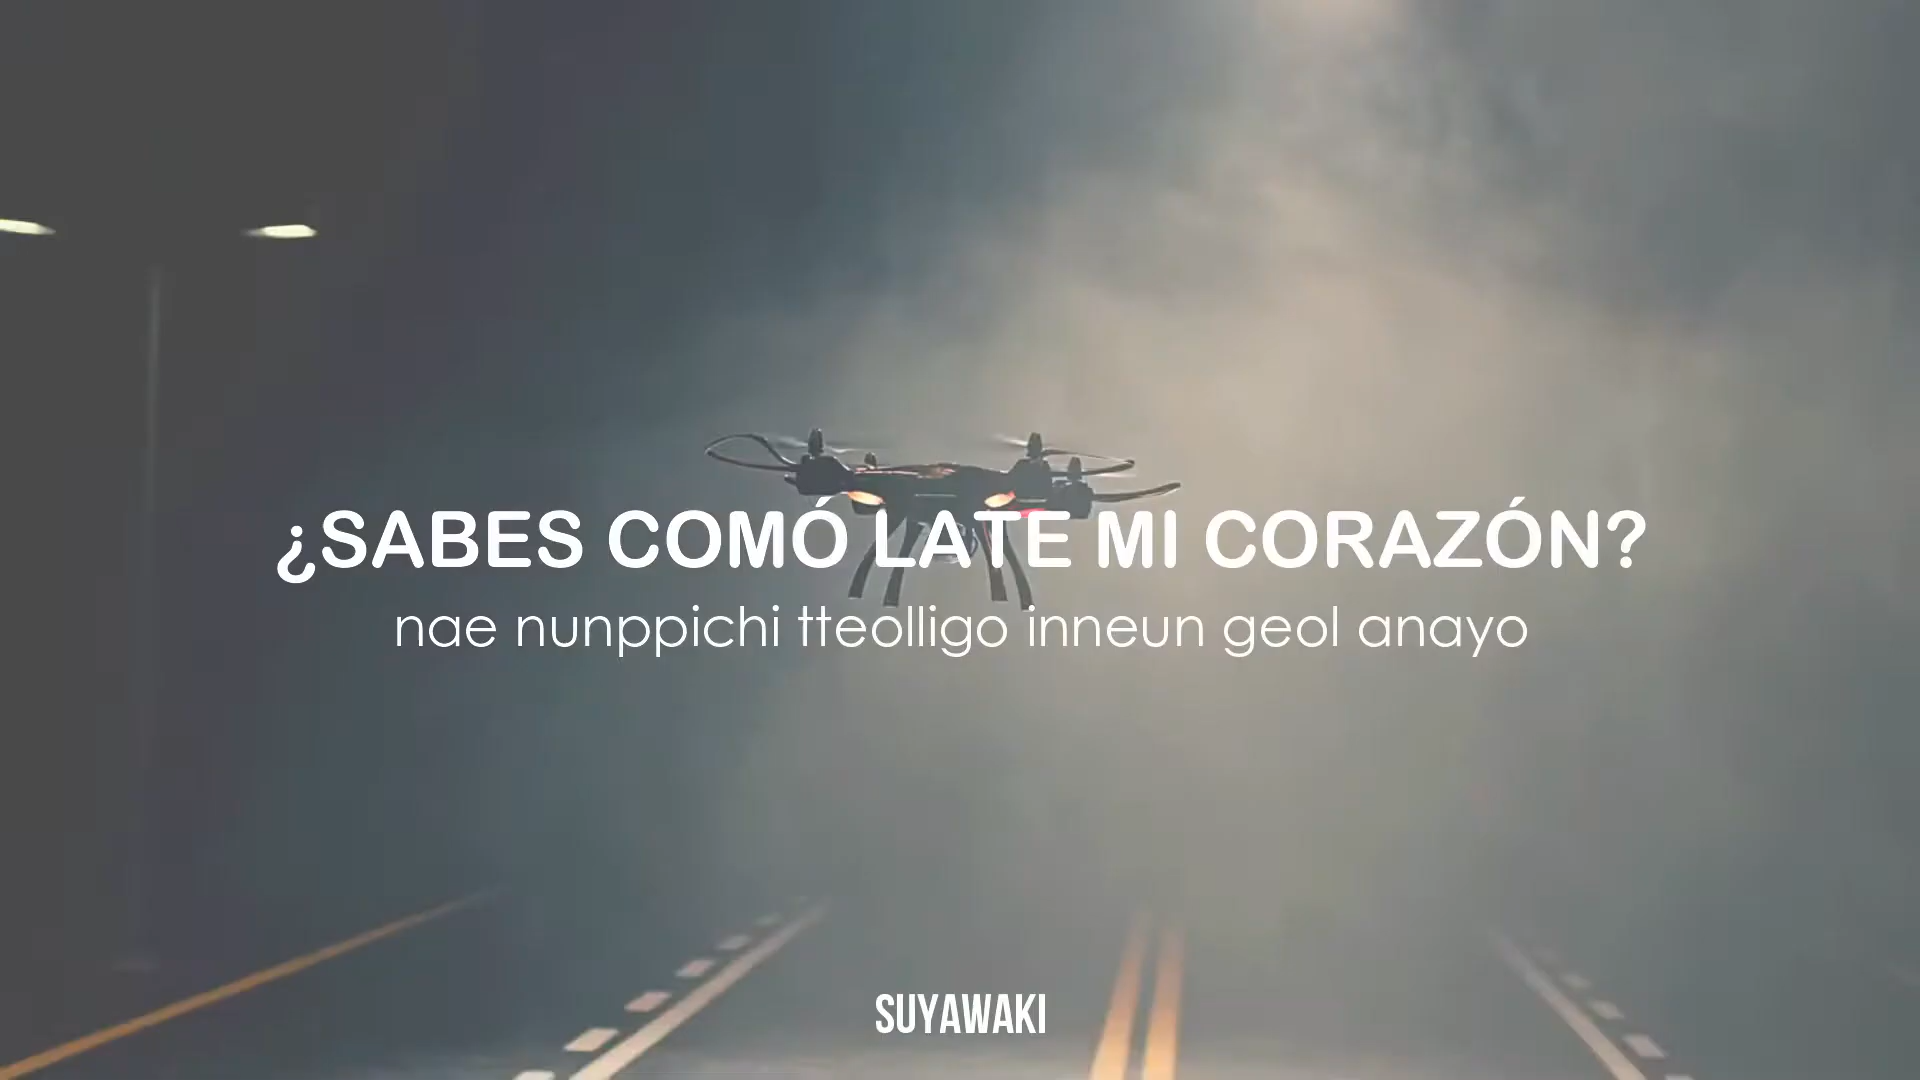 ¿SABES COMÓ LATE MI CORAZÓN?
nae nunppichi tteolligo inneun geol anayo
SUYAWAKI